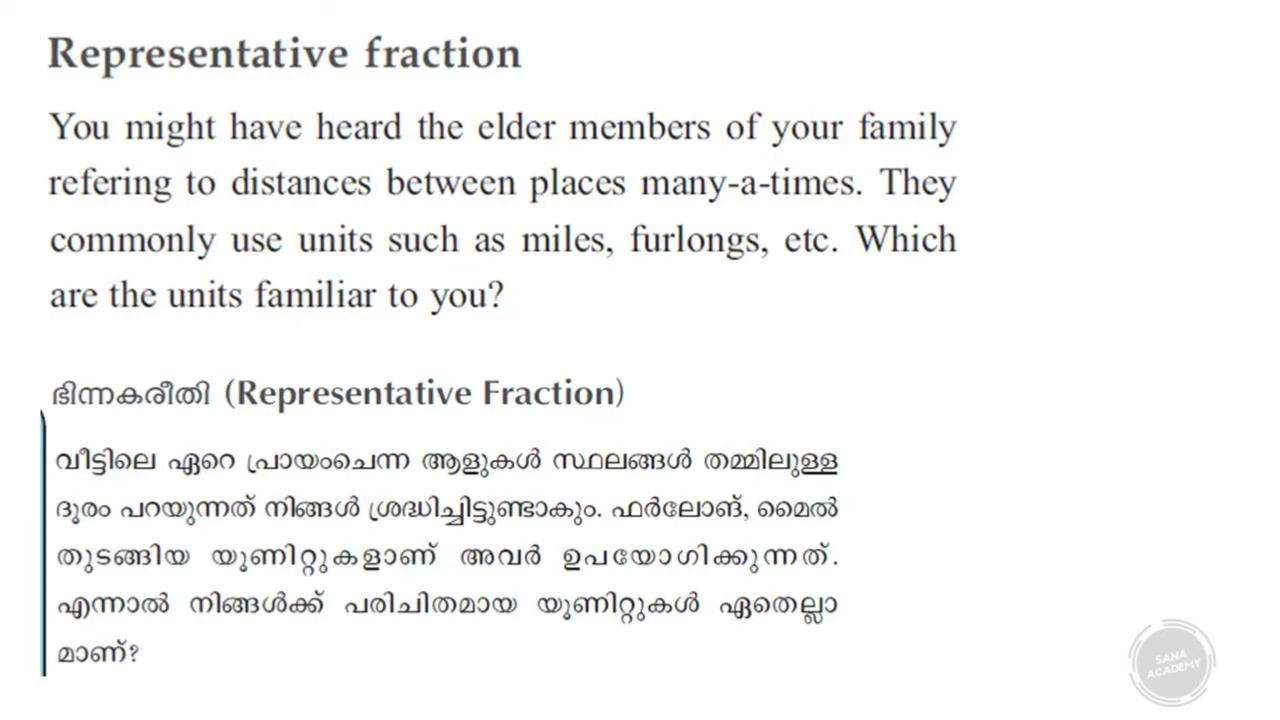 Representative fraction
You might have heard the elder members of your family
refering to distances between places many-a-times. They
commonly use units such as miles, furlongs, etc. Which
are the units familiar to you?
ഭിന്നകരീതി (Representative Fraction)
വീട്ടിലെ ഏറെ പ്രായംചെന്ന ആളുകൾ സ്ഥലങ്ങൾ തമ്മിലുള്ള
ദൂരം പറയുന്നത് നിങ്ങൾ ശ്രദ്ധിച്ചിട്ടുണ്ടാകും. ഫർലോങ്, മൈൽ
തുടങ്ങിയ യൂണിറ്റുകളാണ് അവർ ഉപയോഗിക്കുന്നത്.
എന്നാൽ നിങ്ങൾക്ക് പരിചിതമായ യൂണിറ്റുകൾ ഏതെല്ലാ
മാണ്?
SANA
ACADEMY